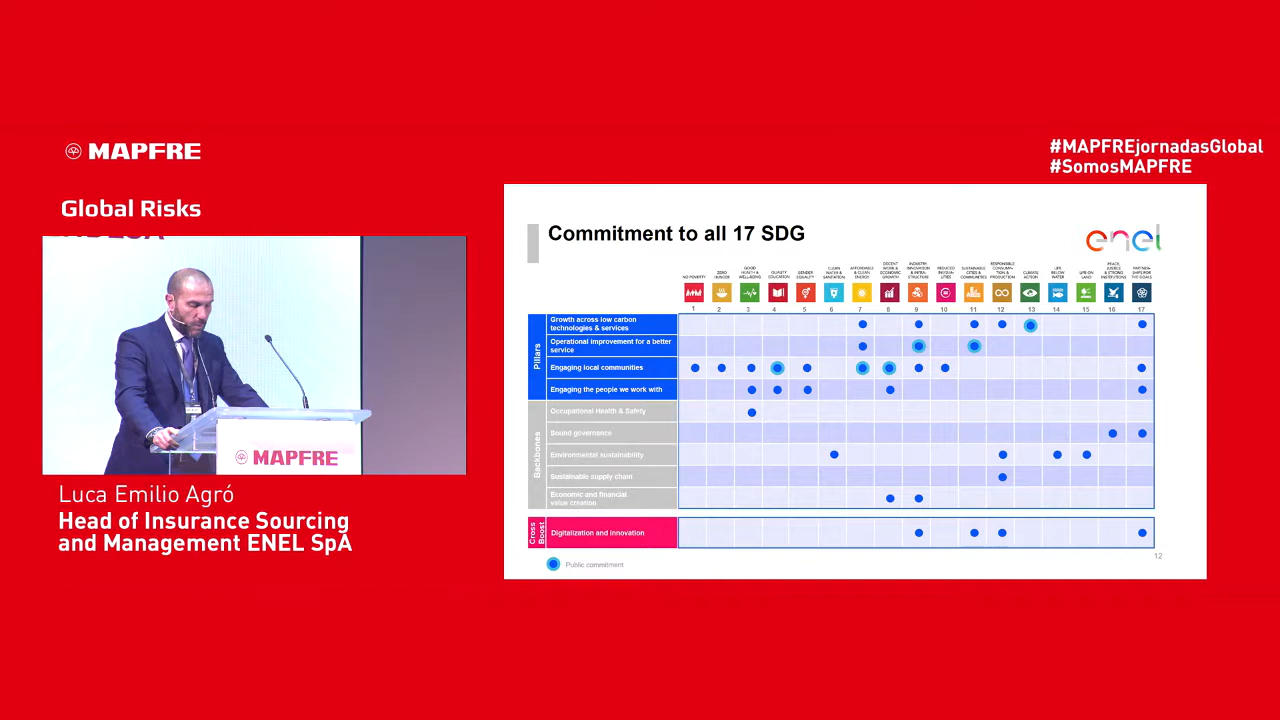 MAPFRE
#MAPFREjornadasGlobal
#SomosMAPFRE
Global Risks
MAPFRE
Luca Emilio Agró
Head of Insurance Sourcing
and Management ENEL SpA
Commitment to all 17 SDG
enel
NO POVERTY
ZERO HUNGER
GOOD HEALTH & WELL-BEING
QUALITY EDUCATION
GENDER EQUALITY
CLEAN WATER & SANITATION
AFFORDABLE & CLEAN ENERGY
DECENT WORK & ECONOMIC GROWTH
INDUSTRY, INNOVATION & INFRA-STRUCTURE
REDUCED INEQUALITIES
SUSTAINABLE CITIES & COMMUNITIES
RESPONSIBLE CONSUMPTION & PRODUCTION
CLIMATE ACTION
LIFE BELOW WATER
LIFE ON LAND
PEACE, JUSTICE & STRONG INSTITUTIONS
PARTNERSHIPS FOR THE GOALS
1 2 3 4 5 6 7 8 9 10 11 12 13 14 15 16 17
Pillars
Growth across low carbon
technologies & services
Operational improvement for a better
service
Engaging local communities
Engaging the people we work with
Backbones
Occupational Health & Safety
Sound governance
Environmental sustainability
Sustainable supply chain
Economic and financial
value creation
Cross
Boost
Digitalization and Innovation
Public commitment
12